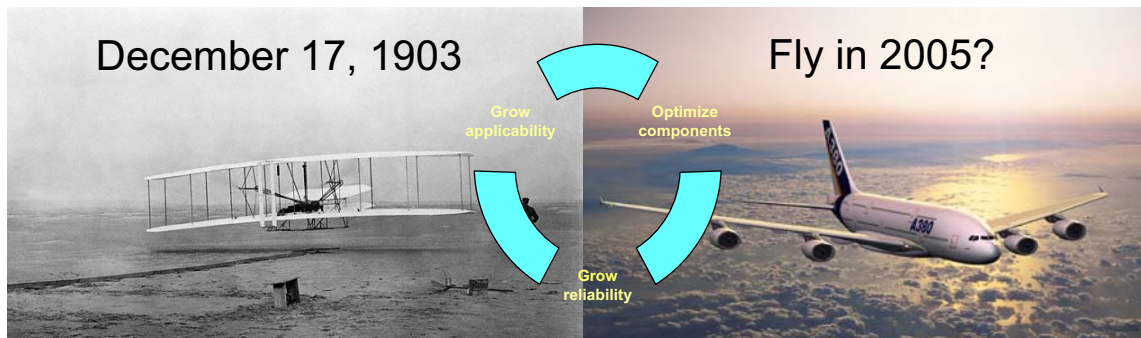 December 17, 1903
Fly in 2005?
Grow
applicability
Optimize
components
Grow
reliability
A380